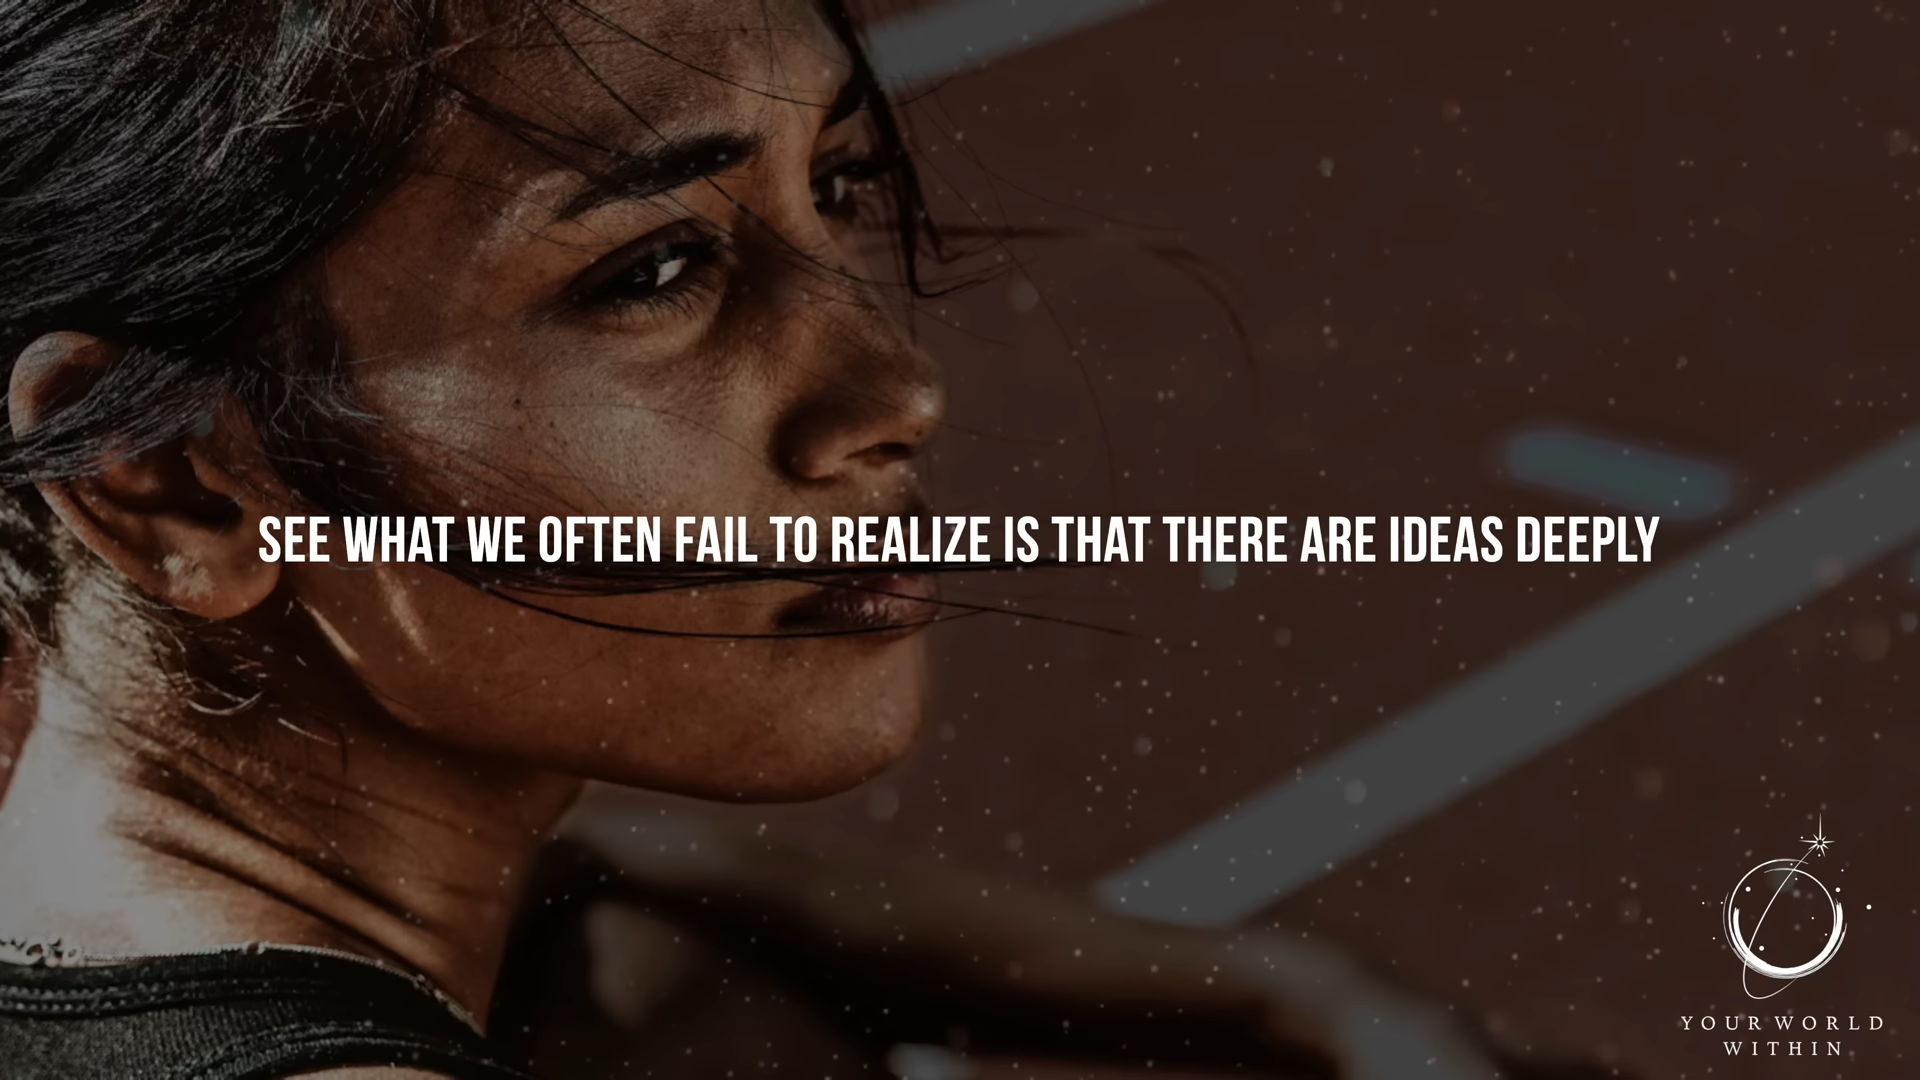 SEE WHAT WE OFTEN FAIL TO REALIZE IS THAT THERE ARE IDEAS DEEPLY
YOUR WORLD
WITHIN